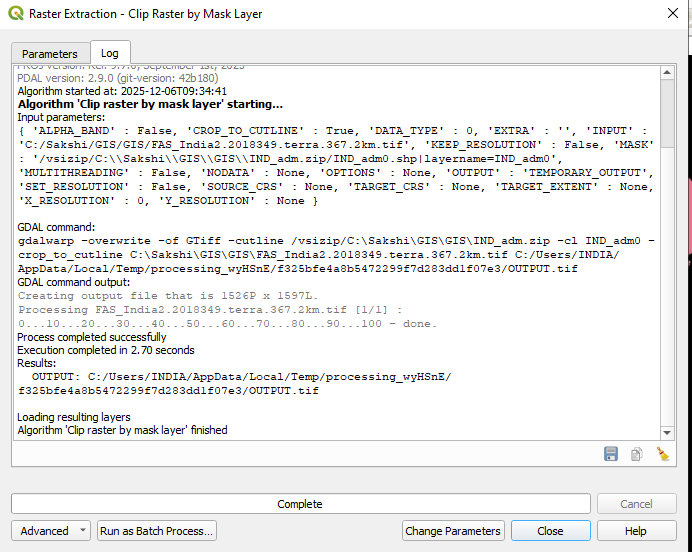 Raster Extraction - Clip Raster by Mask Layer
Parameters
Log
PDAL version: 2.9.0 (git-version: 42b180)
Algorithm started at: 2025-12-06T09:34:41
Algorithm 'Clip raster by mask layer' starting...
Input parameters:
{ 'ALPHA_BAND' : False, 'CROP_TO_CUTLINE' : True, 'DATA_TYPE' : 0, 'EXTRA' : '', 'INPUT' :
'C:/Sakshi/GIS/GIS/FAS_India2.2018349.terra.367.2km.tif', 'KEEP_RESOLUTION' : False, 'MASK'
: '/vsizip/C:\\Sakshi\\GIS\\GIS\\IND_adm.zip/IND_adm0.shp|layername=IND_adm0',
'MULTITHREADING' : False, 'NODATA' : None, 'OPTIONS' : None, 'OUTPUT' : 'TEMPORARY_OUTPUT',
'SET_RESOLUTION' : False, 'SOURCE_CRS' : None, 'TARGET_CRS' : None, 'TARGET_EXTENT' : None,
'X_RESOLUTION' : 0, 'Y_RESOLUTION' : None }
GDAL command:
gdalwarp -overwrite -of GTiff -cutline /vsizip/C:\Sakshi\GIS\GIS\IND_adm.zip -cl IND_adm0 -
crop_to_cutline C:\Sakshi\GIS\GIS\FAS_India2.2018349.terra.367.2km.tif C:/Users/INDIA/
AppData/Local/Temp/processing_wyHSnE/f325bfe4a8b5472299f7d283dd1f07e3/OUTPUT.tif
GDAL command output:
Creating output file that is 1526P x 1597L.
Processing FAS_India2.2018349.terra.367.2km.tif [1/1] :
0...10...20...30...40...50...60...70...80...90...100 - done.
Process completed successfully
Execution completed in 2.70 seconds
Results:
OUTPUT: C:/Users/INDIA/AppData/Local/Temp/processing_wyHSnE/
f325bfe4a8b5472299f7d283dd1f07e3/OUTPUT.tif
Loading resulting layers
Algorithm 'Clip raster by mask layer' finished
Complete
Cancel
Advanced
Run as Batch Process...
Change Parameters
Close
Help